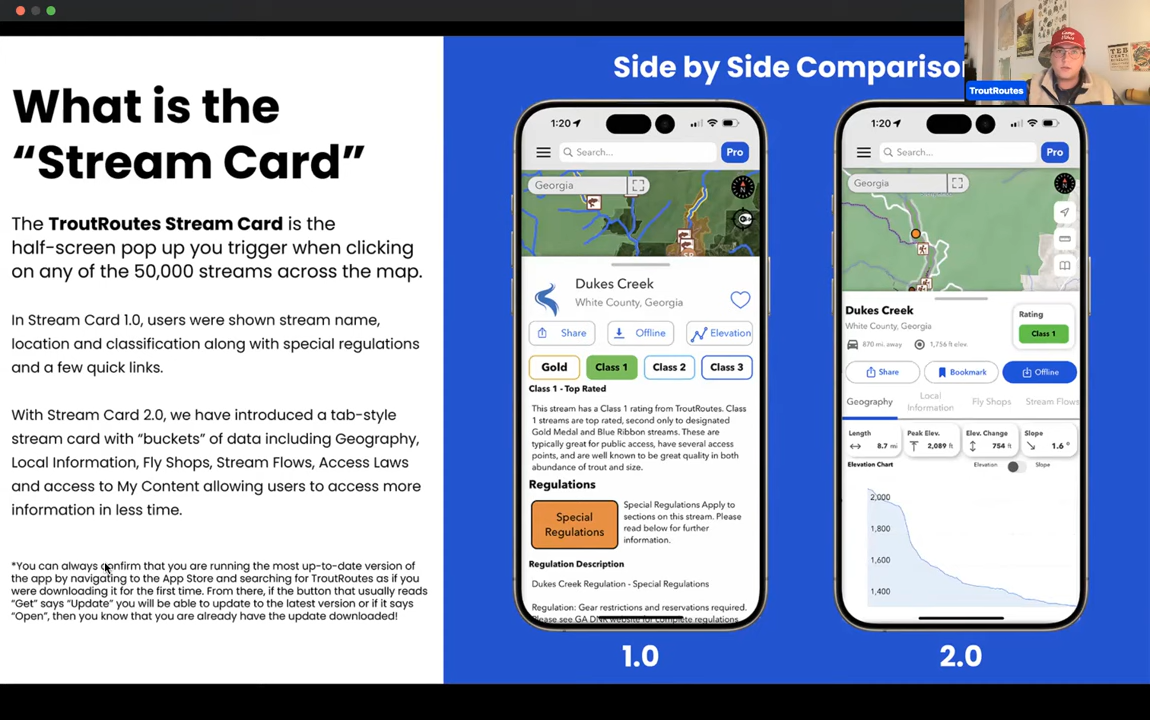 What is the
“Stream Card”
The TroutRoutes Stream Card is the
half-screen pop up you trigger when clicking
on any of the 50,000 streams across the map.
In Stream Card 1.0, users were shown stream name,
location and classification along with special regulations
and a few quick links.
With Stream Card 2.0, we have introduced a tab-style
stream card with “buckets” of data including Geography,
Local Information, Fly Shops, Stream Flows, Access Laws
and access to My Content allowing users to access more
information in less time.
*You can always confirm that you are running the most up-to-date version of
the app by navigating to the App Store and searching for TroutRoutes as if you
were downloading it for the first time. From there, if the button that usually reads
“Get” says “Update” you will be able to update to the latest version or if it says
“Open”, then you know that you are already have the update downloaded!
Side by Side Compariso
TroutRoutes
1:20
Search...
Pro
Georgia
Dukes Creek
White County, Georgia
Share
Offline
Elevation
Gold
Class 1
Class 2
Class 3
Class 1 - Top Rated
This stream has a Class 1 rating from TroutRoutes. Class
1 streams are top rated, second only to designated
Gold Medal and Blue Ribbon streams. These are
typically great for public access, have several access
points, and are well known to be great quality in both
abundance of trout and size.
Regulations
Special
Regulations
Special Regulations Apply to
sections on this stream. Please
read below for further
information.
Regulation Description
Dukes Creek Regulation - Special Regulations
Regulation: Gear restrictions and reservations required.
Please see GA DNR website for complete regulations
1.0
1:20
Search...
Pro
Georgia
Dukes Creek
White County, Georgia
870 mi. away
1,756 ft elev.
Rating
Class 1
Share
Bookmark
Offline
Geography
Local
Information
Fly Shops
Stream Flows
Length
8.7 mi
Peak Elev.
2,089 ft
Elev. Change
754 ft
Slope
1.6 °
Elevation Chart
Elevation
Slope
2,000
1,800
1,600
1,400
2.0